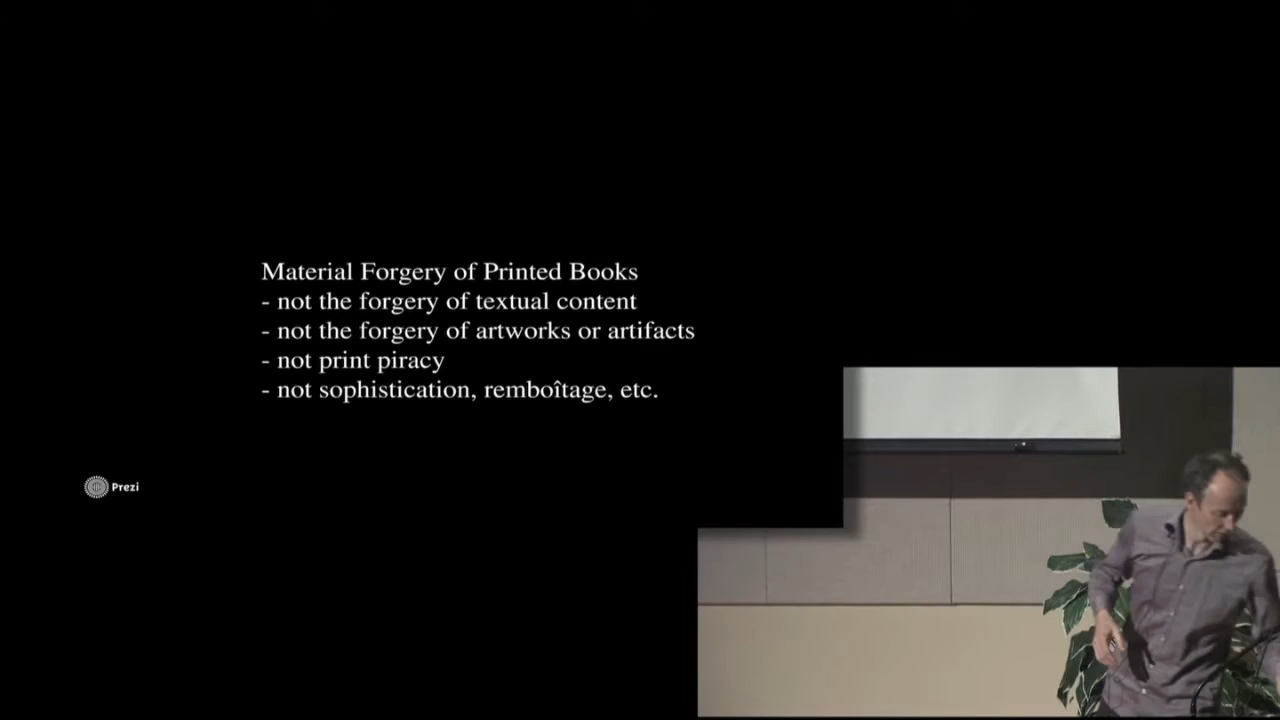 Material Forgery of Printed Books
- not the forgery of textual content
- not the forgery of artworks or artifacts
- not print piracy
- not sophistication, remboîtage, etc.
Prezi